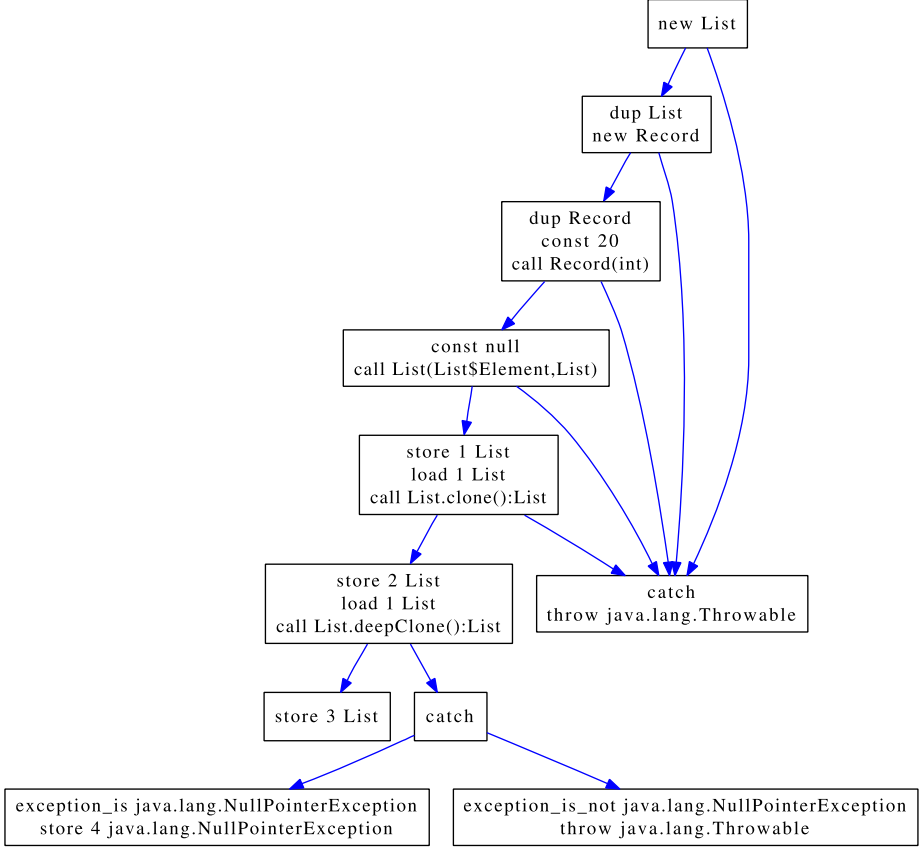 new List
dup List
new Record
dup Record
const 20
call Record(int)
const null
call List(List$Element,List)
store 1 List
load 1 List
call List.clone():List
store 2 List
load 1 List
call List.deepClone():List
catch
throw java.lang.Throwable
store 3 List
catch
exception_is java.lang.NullPointerException
store 4 java.lang.NullPointerException
exception_is_not java.lang.NullPointerException
throw java.lang.Throwable